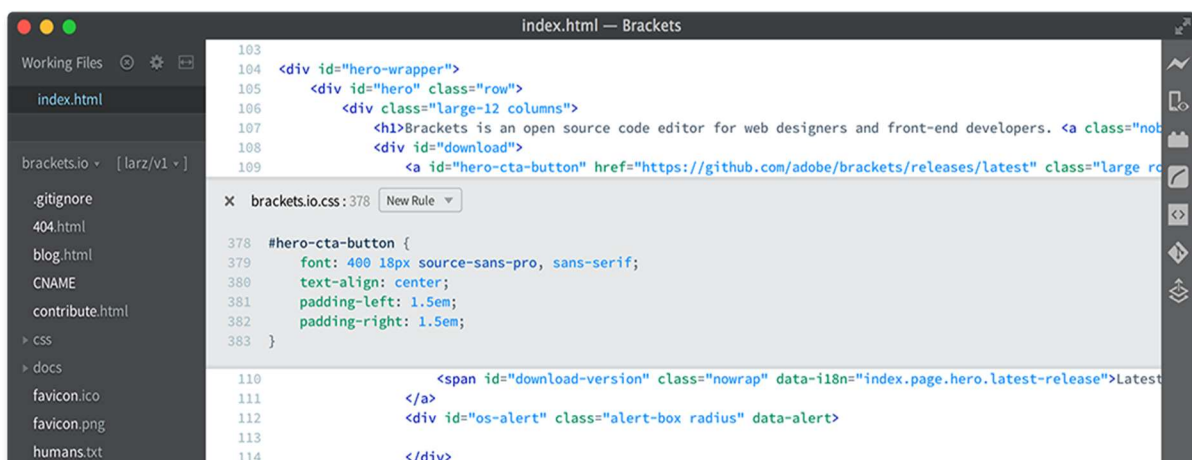 index.html — Brackets
Working Files
index.html
brackets.io [ larz/v1 ]
.gitignore
404.html
blog.html
CNAME
contribute.html
css
docs
favicon.ico
favicon.png
humans.txt
103
104 <div id="hero-wrapper">
105 <div id="hero" class="row">
106 <div class="large-12 columns">
107 <h1>Brackets is an open source code editor for web designers and front-end developers. <a class="nob
108 <div id="download">
109 <a id="hero-cta-button" href="https://github.com/adobe/brackets/releases/latest" class="large ro
brackets.io.css : 378 New Rule
378 #hero-cta-button {
379 font: 400 18px source-sans-pro, sans-serif;
380 text-align: center;
381 padding-left: 1.5em;
382 padding-right: 1.5em;
383 }
110 <span id="download-version" class="nowrap" data-i18n="index.page.hero.latest-release">Latest
111 </a>
112 <div id="os-alert" class="alert-box radius" data-alert>
113
114 </div>